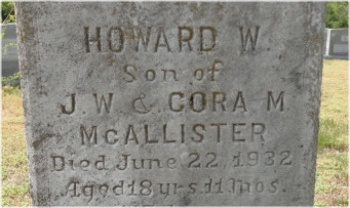 HOWARD W.
Son of
J.W & CORA M
McALLISTER
Died June 22, 1932
Aged 18 yrs. 11 mos.